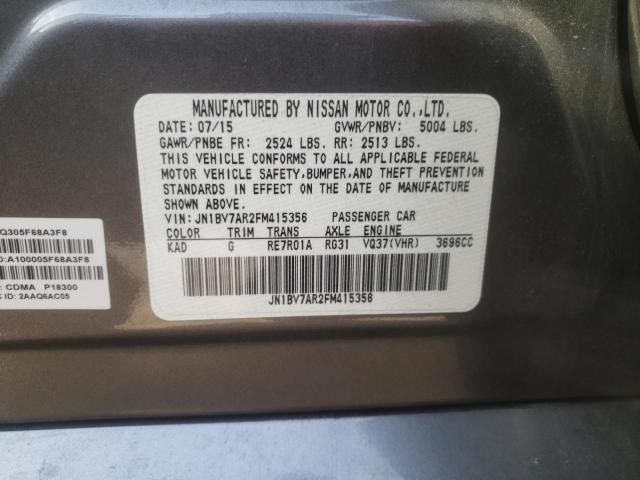 MANUFACTURED BY NISSAN MOTOR CO.,LTD.
DATE: 07/15 GVWR/PNBV: 5004 LBS.
GAWR/PNBE FR: 2524 LBS. RR: 2513 LBS.
THIS VEHICLE CONFORMS TO ALL APPLICABLE FEDERAL
MOTOR VEHICLE SAFETY,BUMPER,AND THEFT PREVENTION
STANDARDS IN EFFECT ON THE DATE OF MANUFACTURE
SHOWN ABOVE.
VIN: JN1BV7AR2FM415356 PASSENGER CAR
COLOR TRIM TRANS AXLE ENGINE
KAD G RE7R01A RG31 VQ37(VHR) 3696CC
JN1BV7AR2FM415356
Q305F68A3F8
D:A100005F68A3F8
: CDMA P18300
C ID: 2AAQ6AC05